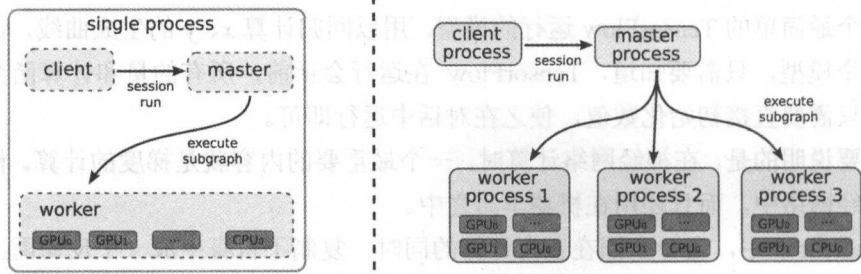 single process
client
master
session
run
execute
subgraph
worker
GPU₀
GPU₁
...
CPU₀
client
process
master
process
session
run
execute
subgraph
worker
process 1
GPU₀
...
GPU₁
CPU₀
worker
process 2
GPU₀
...
GPU₁
CPU₀
worker
process 3
GPU₀
...
GPU₁
CPU₀